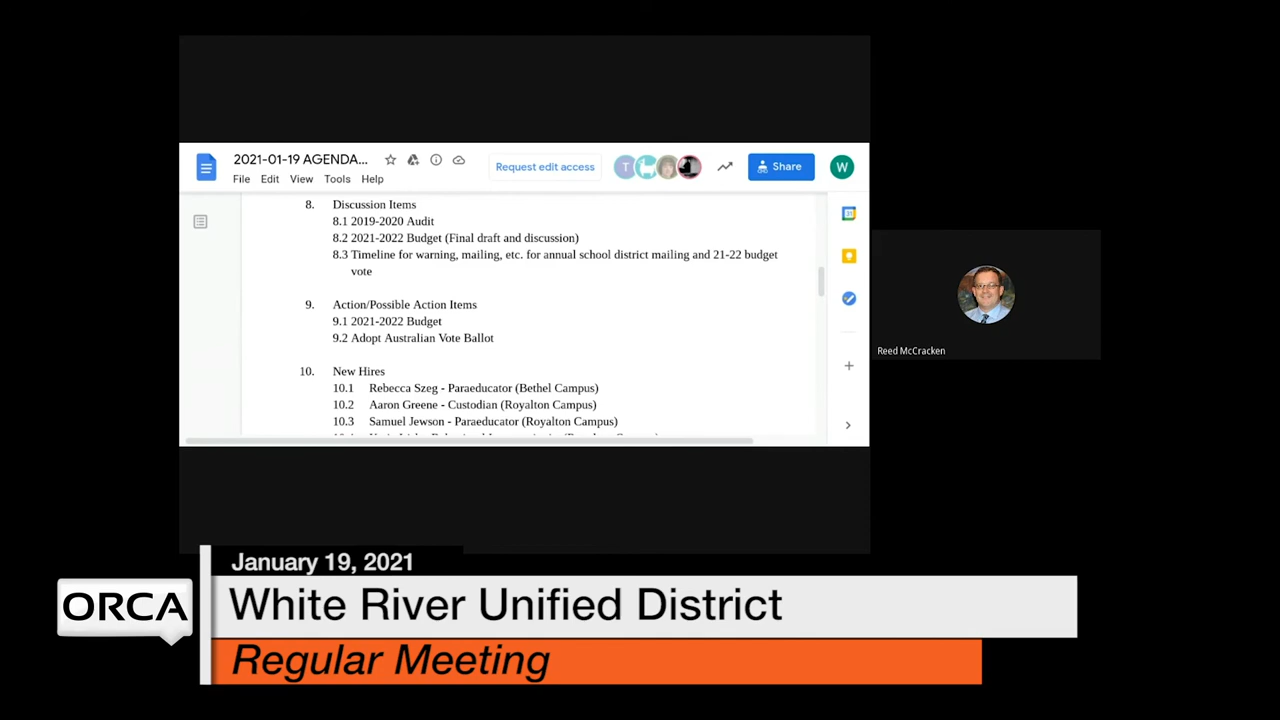 2021-01-19 AGENDA...
Request edit access
T
Share
W
File Edit View Tools Help
8. Discussion Items
8.1 2019-2020 Audit
8.2 2021-2022 Budget (Final draft and discussion)
8.3 Timeline for warning, mailing, etc. for annual school district mailing and 21-22 budget
vote
9. Action/Possible Action Items
9.1 2021-2022 Budget
9.2 Adopt Australian Vote Ballot
10. New Hires
10.1 Rebecca Szeg - Paraeducator (Bethel Campus)
10.2 Aaron Greene - Custodian (Royalton Campus)
10.3 Samuel Jewson - Paraeducator (Royalton Campus)
31
Reed McCracken
January 19, 2021
ORCA
White River Unified District
Regular Meeting